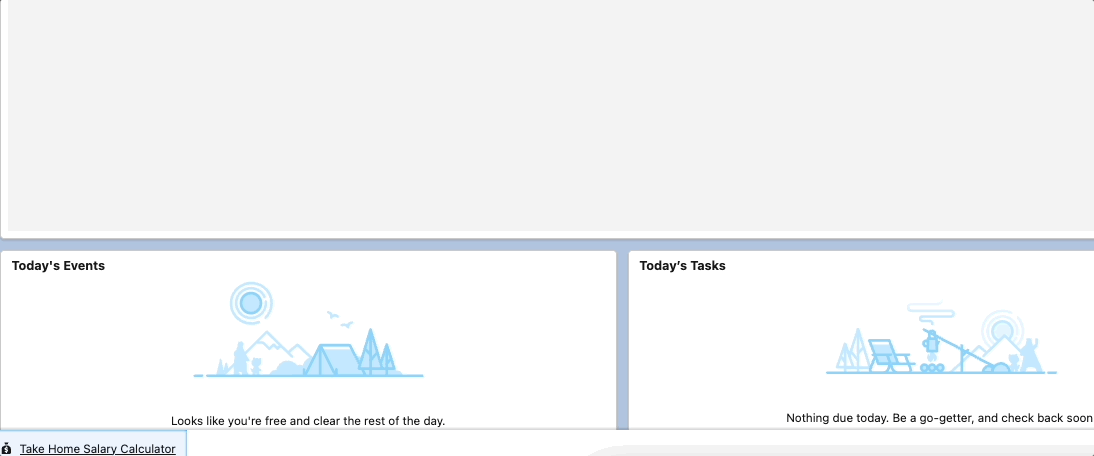 Today's Events
Today’s Tasks
Looks like you're free and clear the rest of the day.
Nothing due today. Be a go-getter, and check back soon
Take Home Salary Calculator